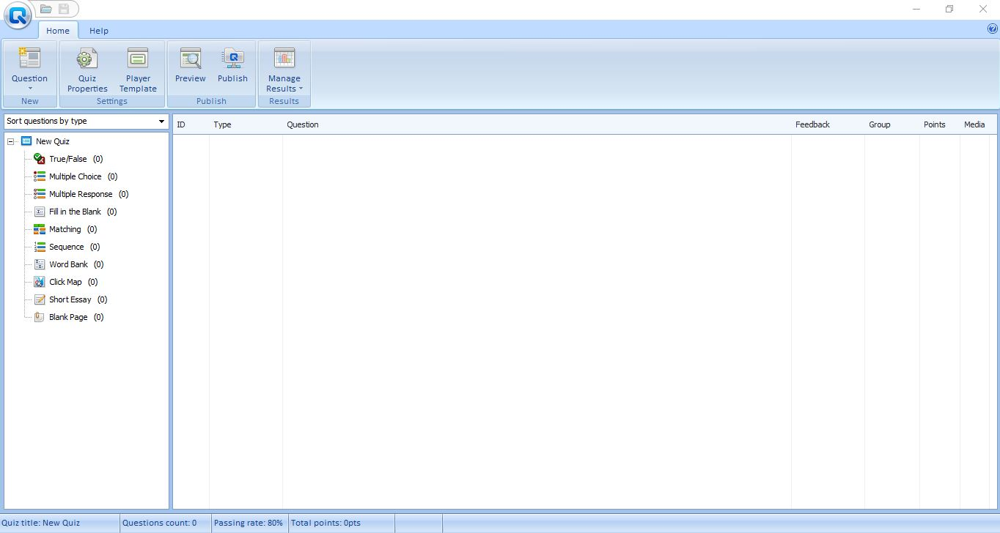 Home Help
Question Quiz Properties Player Template Preview Publish Manage Results
New Settings Publish Results
Sort questions by type
ID Type Question Feedback Group Points Media
New Quiz
True/False (0)
Multiple Choice (0)
Multiple Response (0)
Fill in the Blank (0)
Matching (0)
Sequence (0)
Word Bank (0)
Click Map (0)
Short Essay (0)
Blank Page (0)
Quiz title: New Quiz Questions count: 0 Passing rate: 80% Total points: 0pts